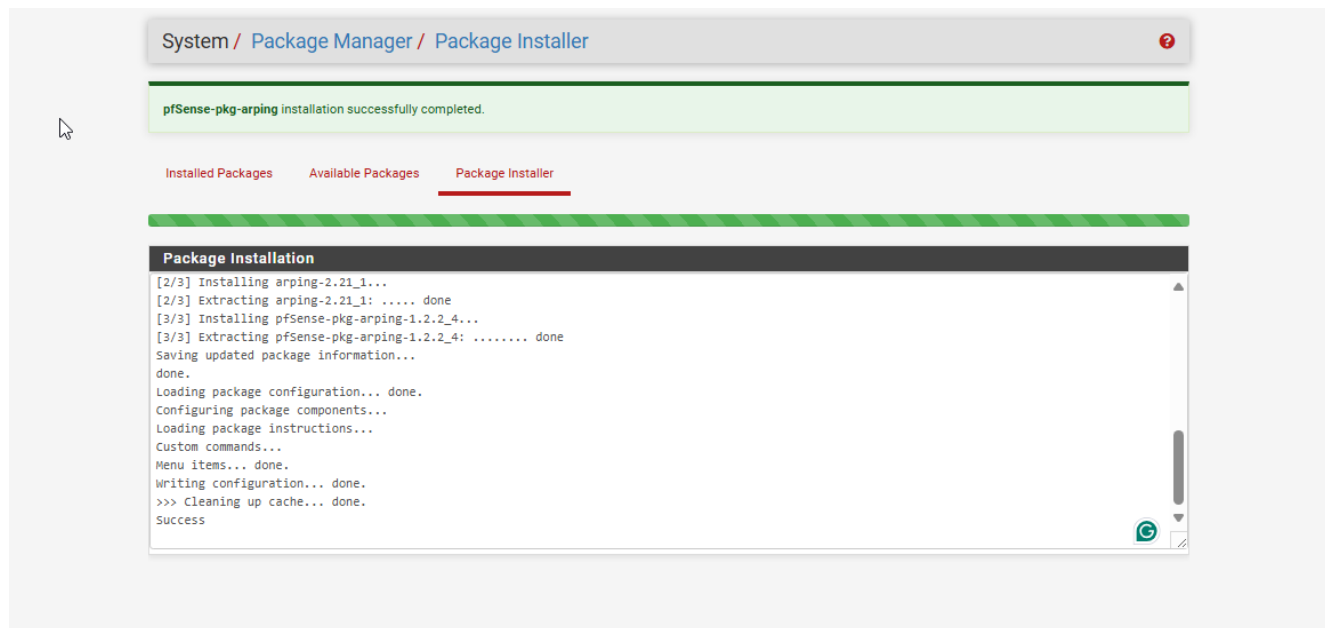 System / Package Manager / Package Installer
pfSense-pkg-arping installation successfully completed.
Installed Packages Available Packages Package Installer
Package Installation
[2/3] Installing arping-2.21_1...
[2/3] Extracting arping-2.21_1: ..... done
[3/3] Installing pfSense-pkg-arping-1.2.2_4...
[3/3] Extracting pfSense-pkg-arping-1.2.2_4: ........ done
Saving updated package information...
done.
Loading package configuration... done.
Configuring package components...
Loading package instructions...
Custom commands...
Menu items... done.
Writing configuration... done.
>>> Cleaning up cache... done.
Success